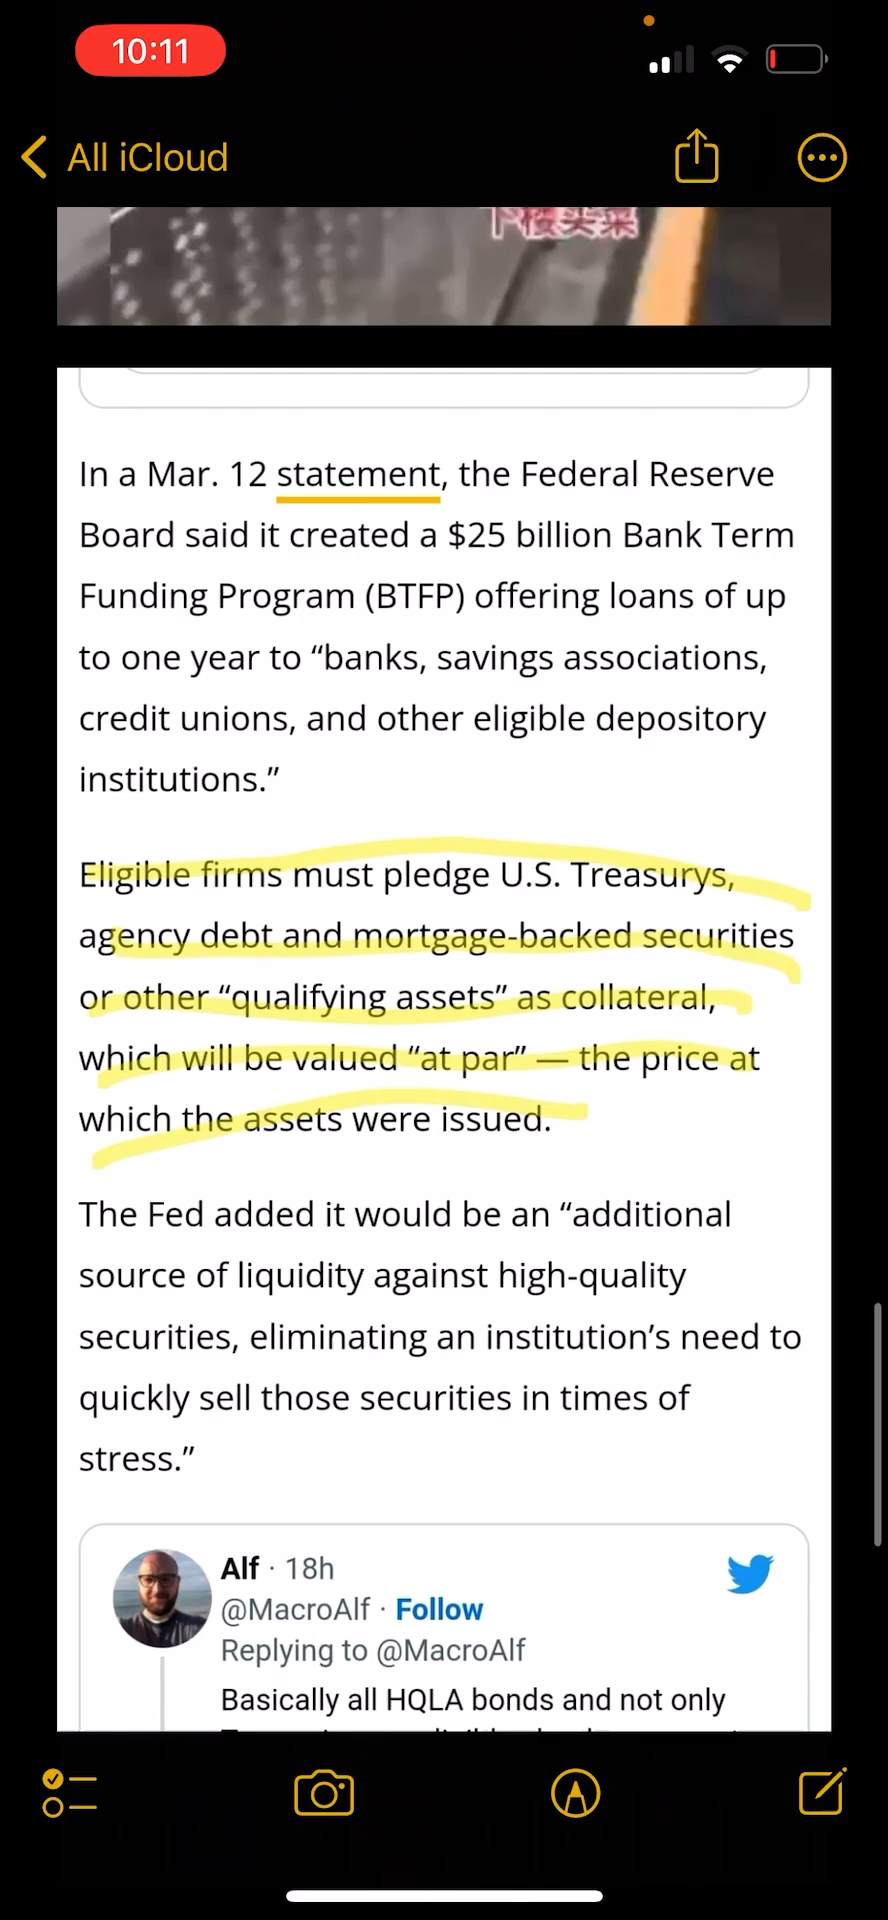 10:11
All iCloud
下楼买菜
In a Mar. 12 statement, the Federal Reserve
Board said it created a $25 billion Bank Term
Funding Program (BTFP) offering loans of up
to one year to “banks, savings associations,
credit unions, and other eligible depository
institutions.”
Eligible firms must pledge U.S. Treasurys,
agency debt and mortgage-backed securities
or other “qualifying assets” as collateral,
which will be valued “at par” — the price at
which the assets were issued.
The Fed added it would be an “additional
source of liquidity against high-quality
securities, eliminating an institution’s need to
quickly sell those securities in times of
stress.”
Alf · 18h
@MacroAlf · Follow
Replying to @MacroAlf
Basically all HQLA bonds and not only